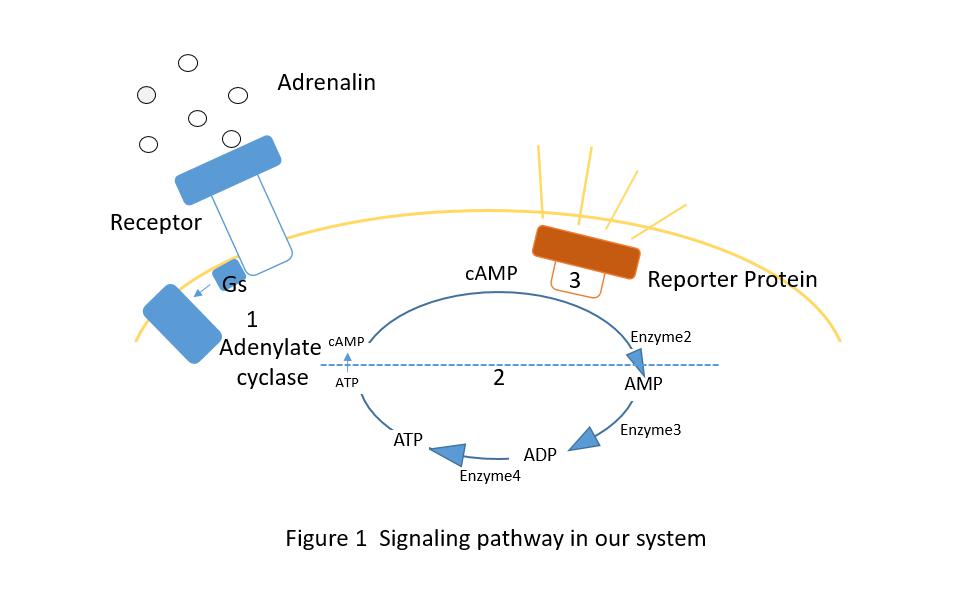 Adrenalin
Receptor
Gs
1
Adenylate
cyclase
cAMP
3
Reporter Protein
cAMP
Enzyme2
ATP
2
AMP
Enzyme3
ATP
ADP
Enzyme4
Figure 1  Signaling pathway in our system